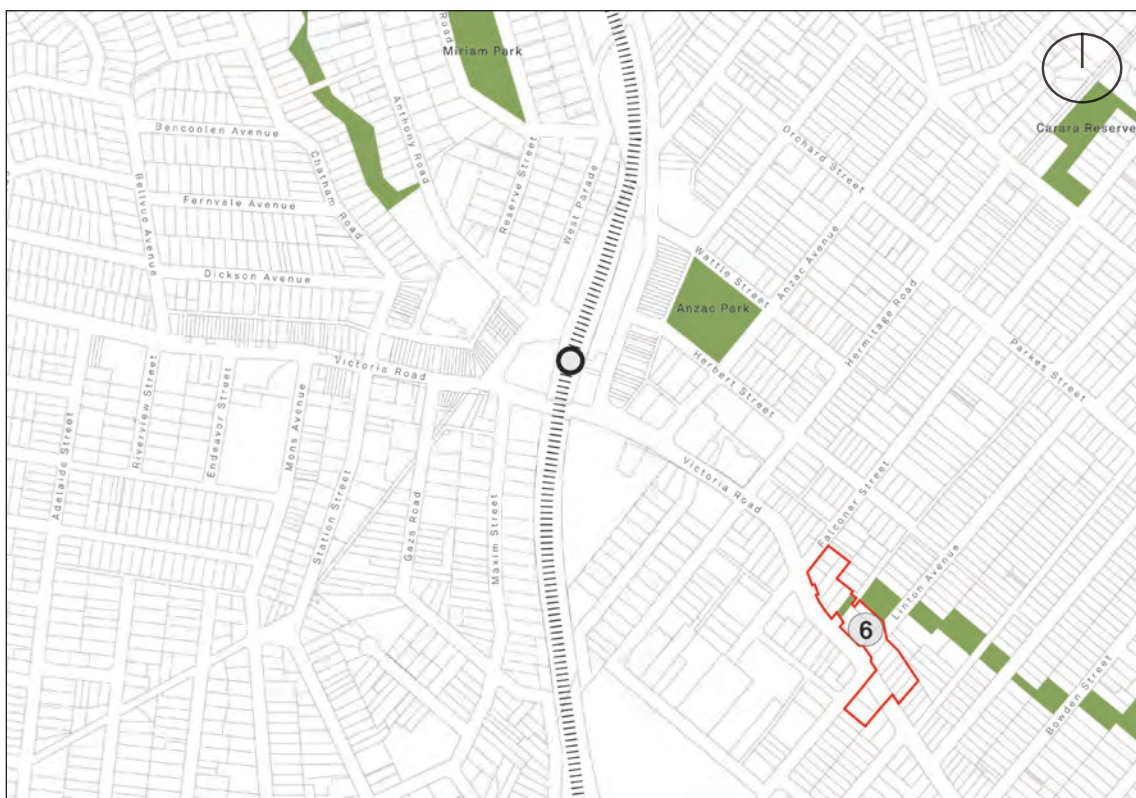 Road
Miriam Park
Carara Reserve
Bencoolen Avenue
Anthony Road
Orchard Street
Chatham Road
Reserve Street
Bellvue Avenue
Fernvale Avenue
West Parade
Wattle Street
Anzac Avenue
Dickson Avenue
Anzac Park
Hermitage Road
Parkes Street
Victoria Road
Herbert Street
Riverview Street
Endeavor Street
Mons Avenue
Adelaide Street
Station Street
Gaza Road
Makim Street
Victoria Road
Falconer Street
Linton Avenue
6
Bowden Street